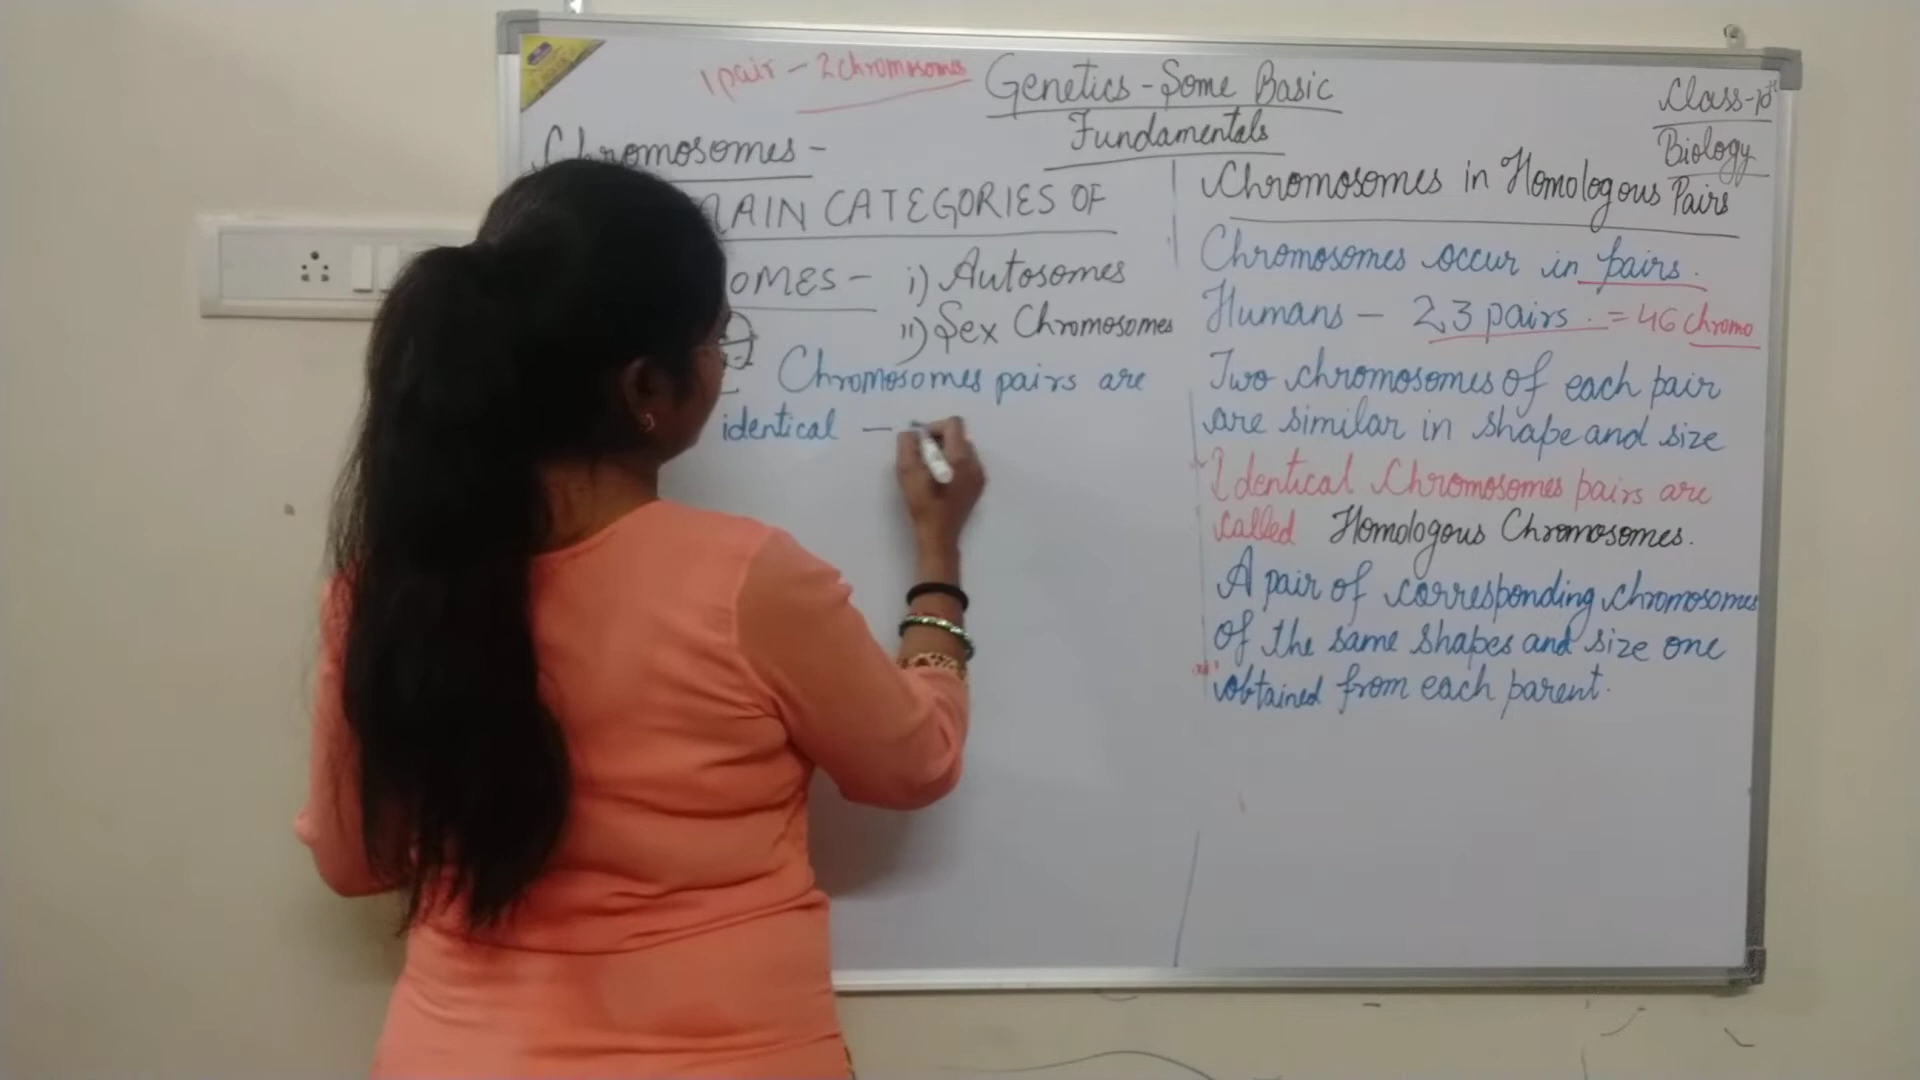 1 pair - 2 chromosomes
Genetics - Some Basic
Fundamentals
Class-10th
Biology
Chromosomes -
MAIN CATEGORIES OF
OMES - i) Autosomes
ii) Sex Chromosomes
Chromosomes pairs are
identical -
Chromosomes in Homologous Pairs
Chromosomes occur in pairs.
Humans - 23 pairs. = 46 chromo
Two chromosomes of each pair
are similar in shape and size
Identical Chromosomes pairs are
called Homologous Chromosomes.
A pair of corresponding chromosomes
of the same shapes and size one
obtained from each parent.